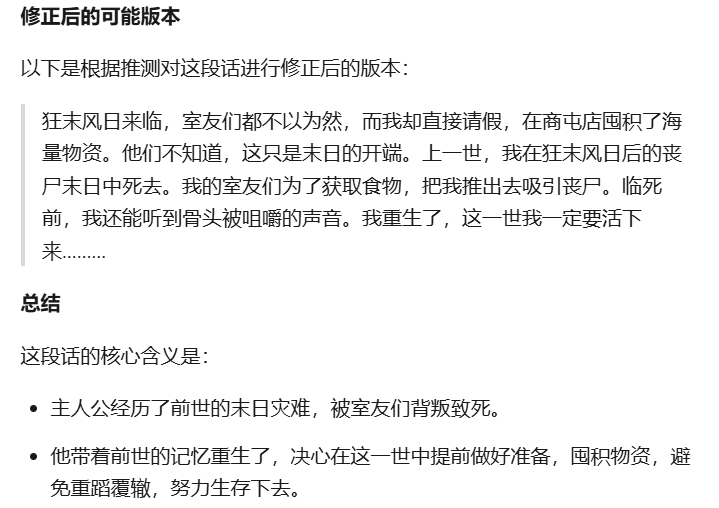 修正后的可能版本
以下是根据推测对这段话进行修正后的版本：
狂末风日来临，室友们都不以为然，而我却直接请假，在商屯店囤积了海
量物资。他们不知道，这只是末日的开端。上一世，我在狂末风日后的丧
尸末日中死去。我的室友们为了获取食物，把我推出去吸引丧尸。临死
前，我还能听到骨头被咀嚼的声音。我重生了，这一世我一定要活下
来………
总结
这段话的核心含义是：
• 主人公经历了前世的末日灾难，被室友们背叛致死。
• 他带着前世的记忆重生了，决心在这一世中提前做好准备，囤积物资，避
免重蹈覆辙，努力生存下去。